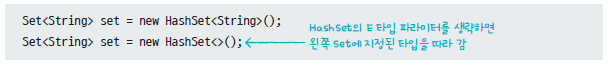 Set<String> set = new HashSet<String>();
Set<String> set = new HashSet<>();
HashSet의 E 타입 파라미터를 생략하면
왼쪽 Set에 지정된 타입을 따라 감